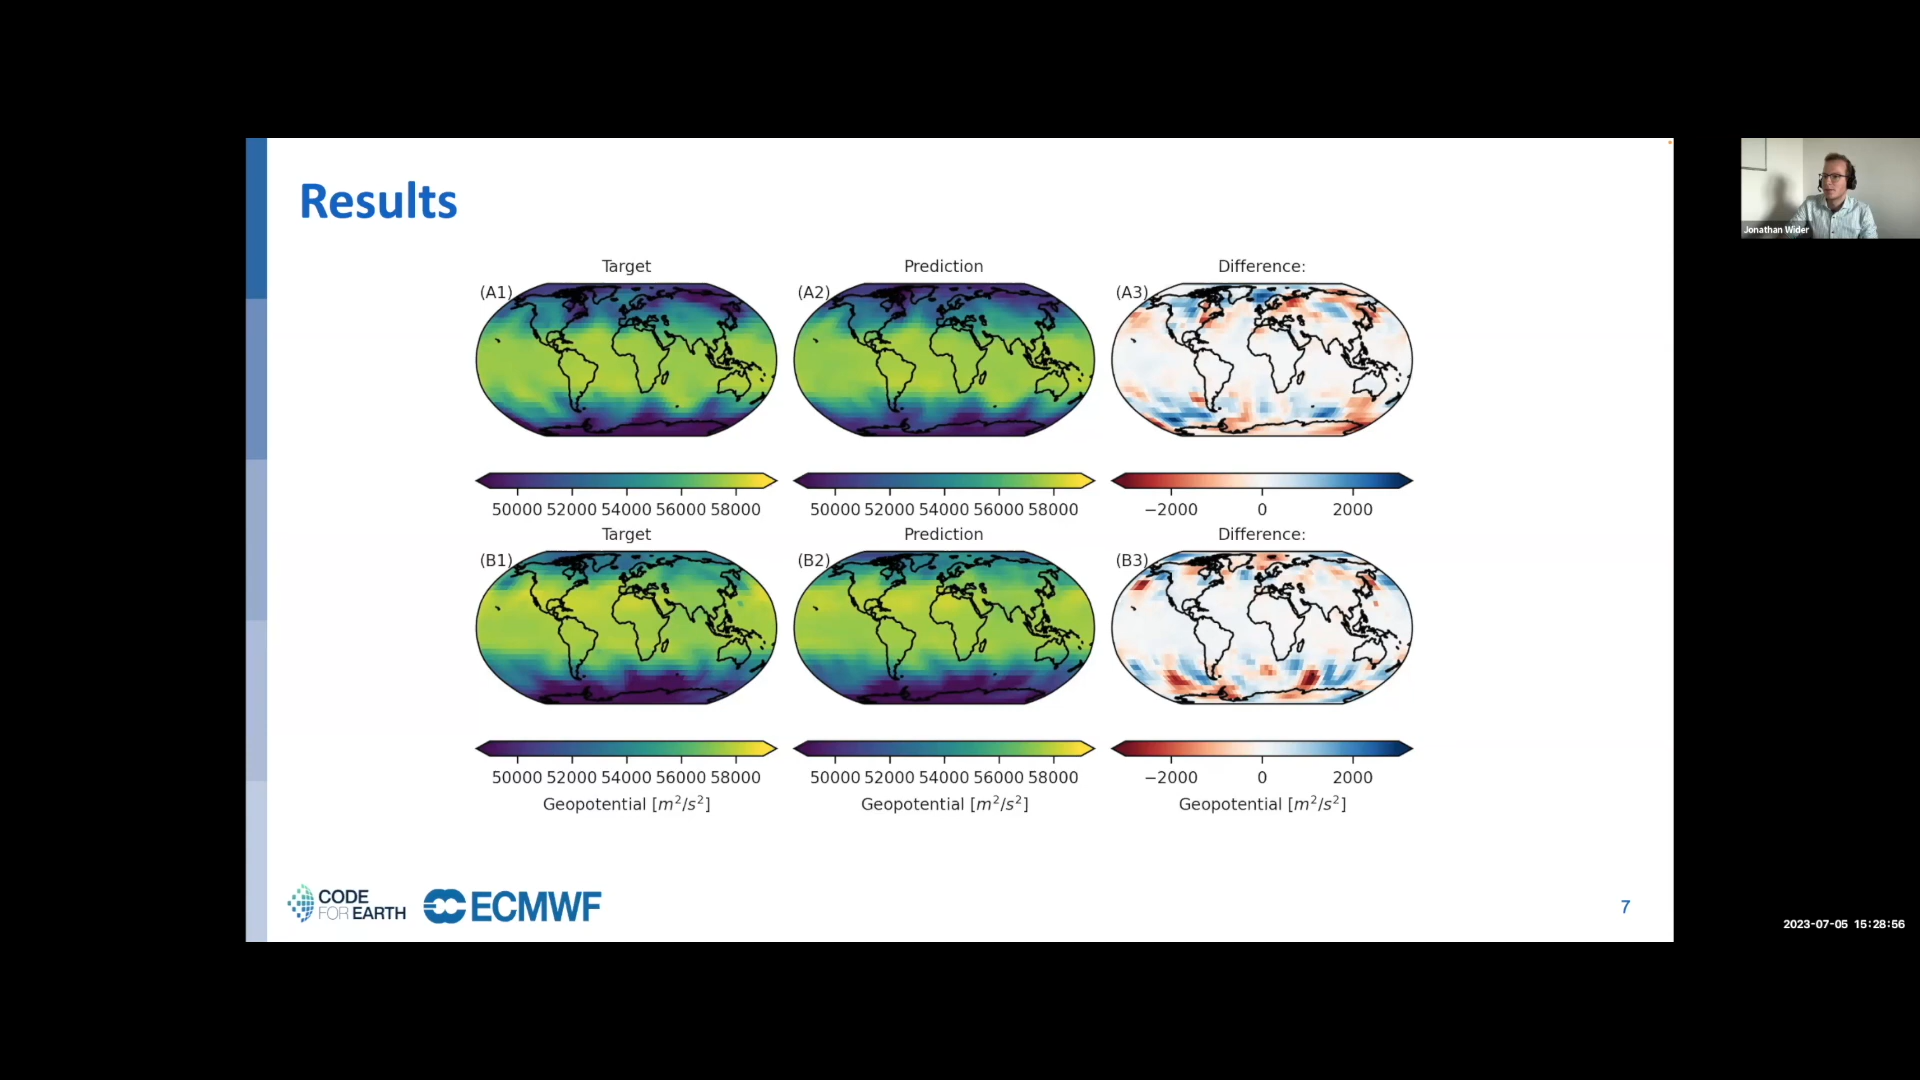 Results
Target Prediction Difference:
(A1) (A2) (A3)
50000 52000 54000 56000 58000 50000 52000 54000 56000 58000 −2000 0 2000
Target Prediction Difference:
(B1) (B2) (B3)
50000 52000 54000 56000 58000 50000 52000 54000 56000 58000 −2000 0 2000
Geopotential [m²/s²] Geopotential [m²/s²] Geopotential [m²/s²]
CODE
FOR EARTH
ECMWF
7
Jonathan Wider
2023-07-05 15:28:56